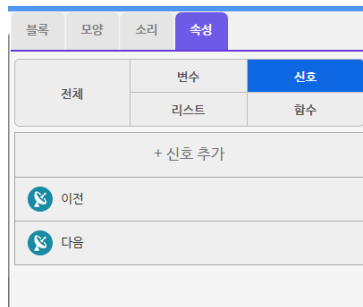 블록 모양 소리 속성
전체 변수 신호
리스트 함수
+ 신호 추가
이전
다음